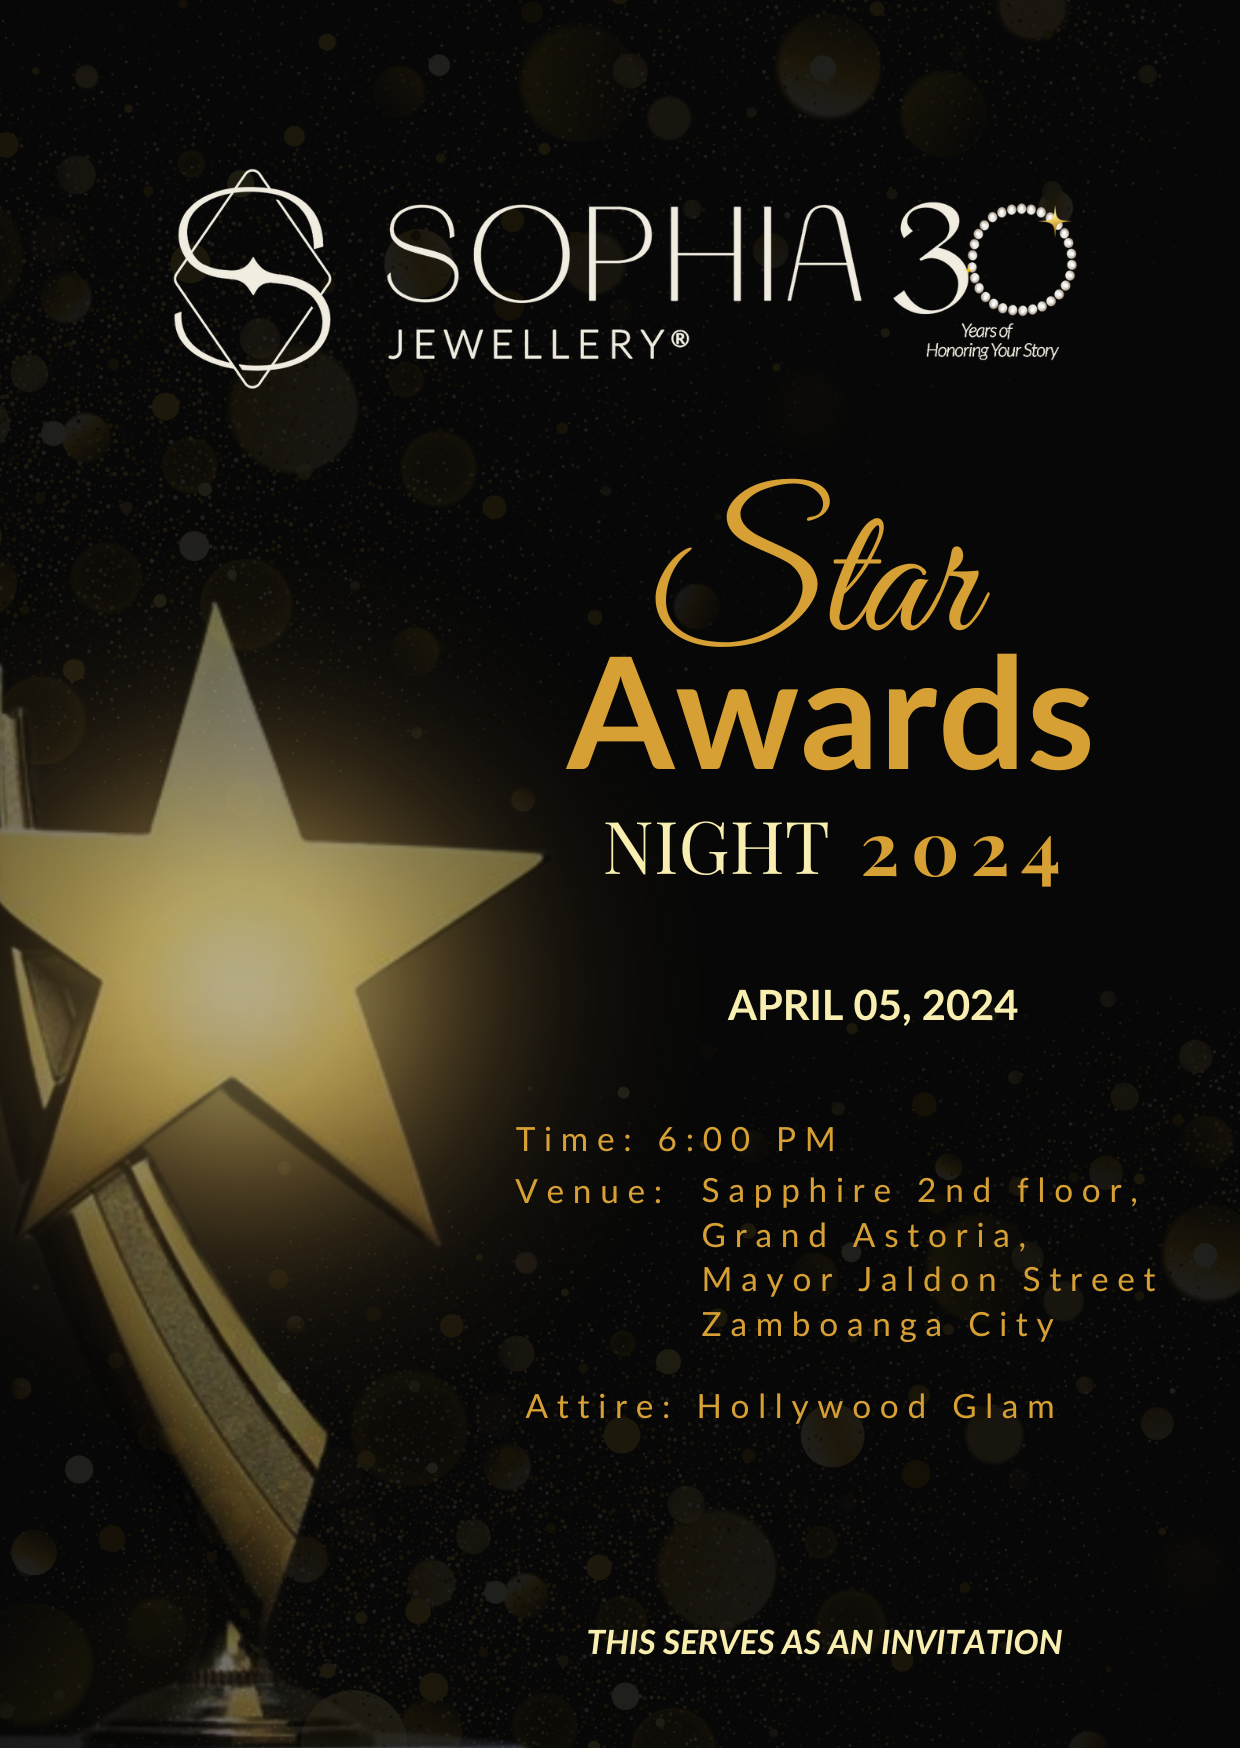 SOPHIA 30
JEWELLERY®
Years of
Honoring Your Story
Star
Awards
NIGHT 2024
APRIL 05, 2024
Time: 6:00 PM
Venue: Sapphire 2nd floor,
Grand Astoria,
Mayor Jaldon Street
Zamboanga City
Attire: Hollywood Glam
THIS SERVES AS AN INVITATION